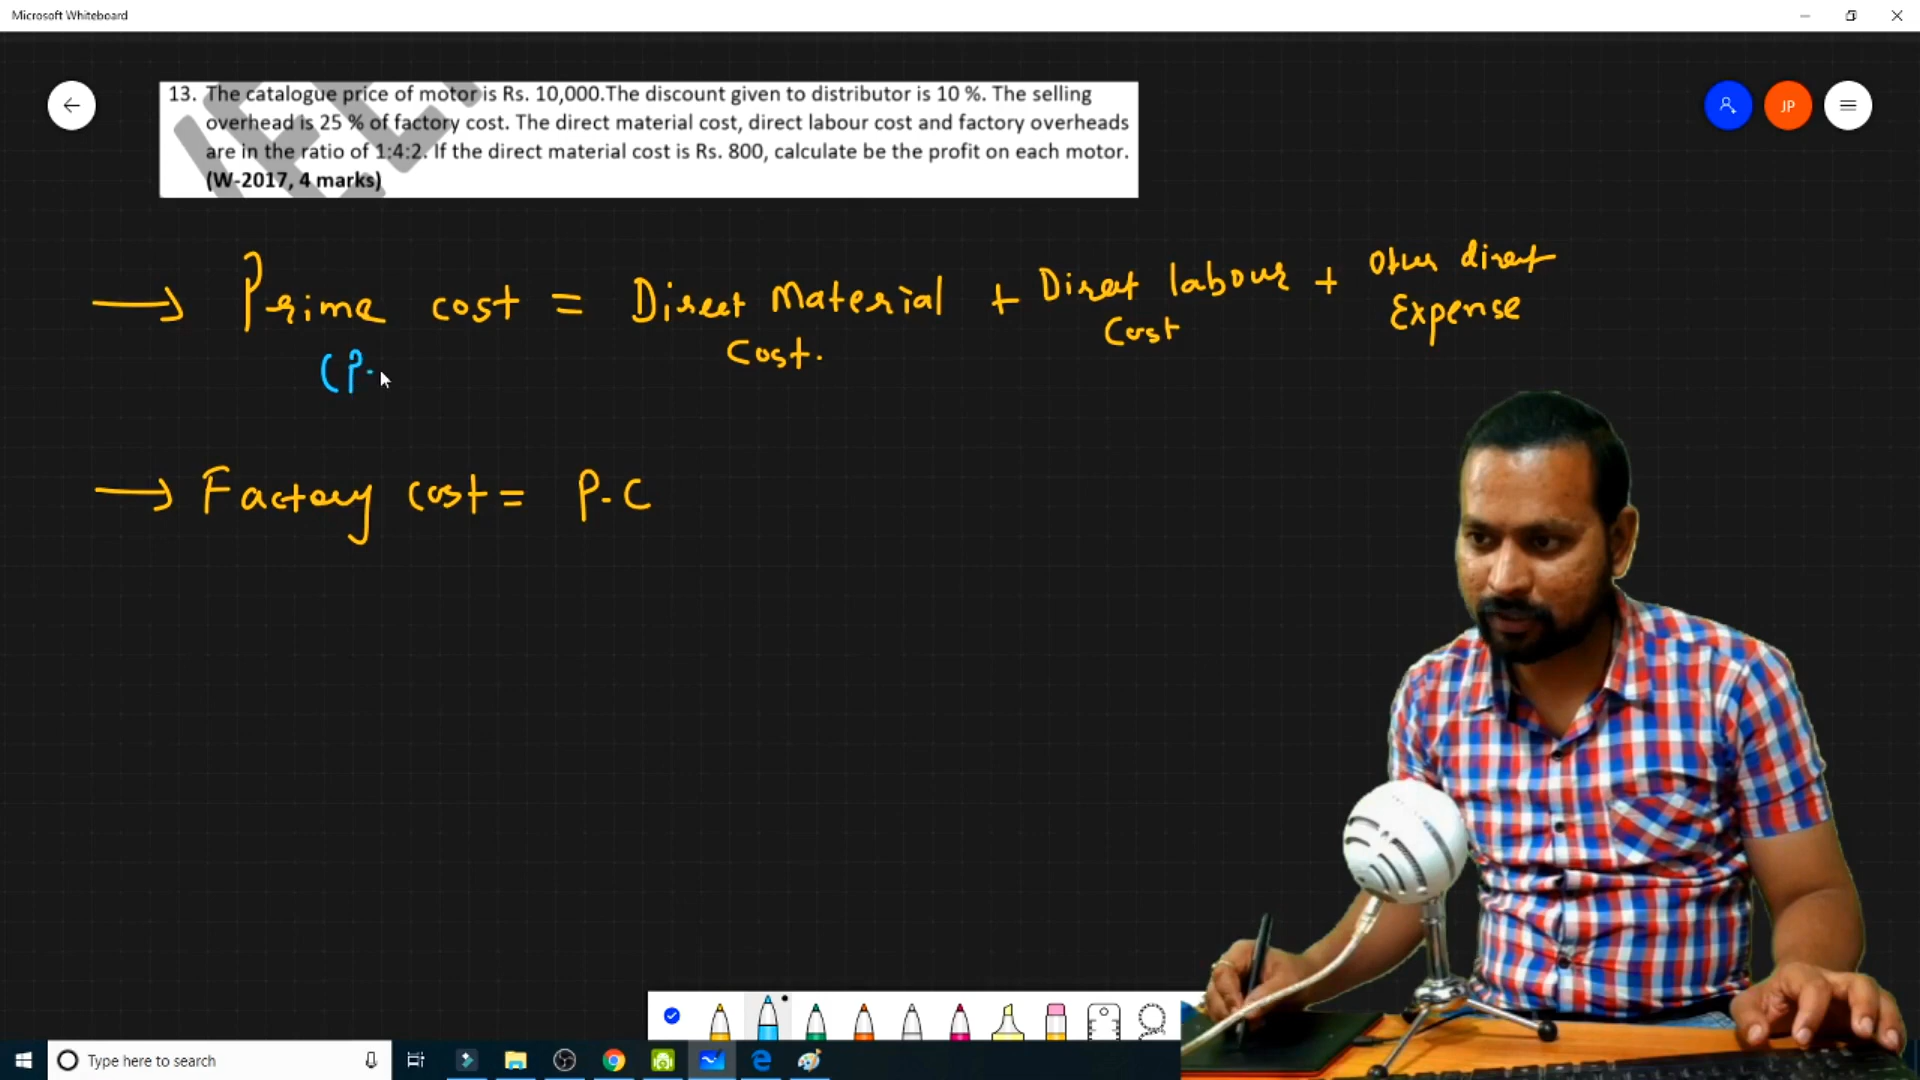 Microsoft Whiteboard
13. The catalogue price of motor is Rs. 10,000.The discount given to distributor is 10 %. The selling
overhead is 25 % of factory cost. The direct material cost, direct labour cost and factory overheads
are in the ratio of 1:4:2. If the direct material cost is Rs. 800, calculate be the profit on each motor.
(W-2017, 4 marks)
JP
Prime cost = Direct Material + Direct labour + Other direct
Cost. Cost Expense
(P.
Factory cost = P.C
Type here to search